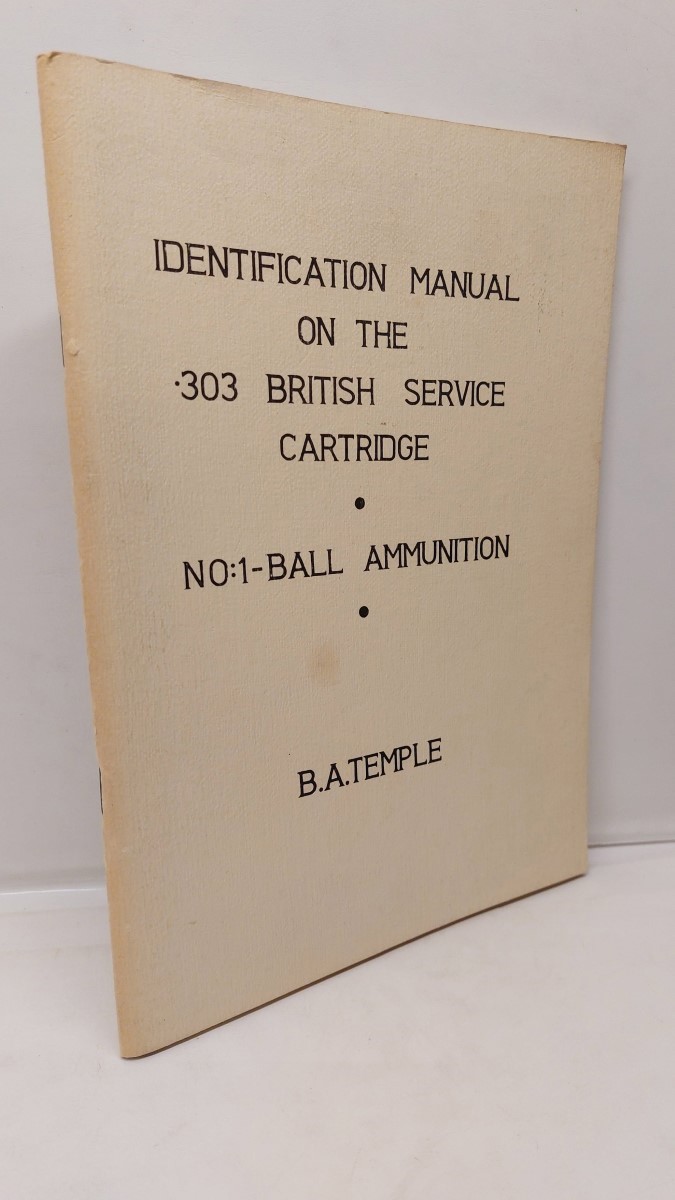 IDENTIFICATION MANUAL
ON THE
·303 BRITISH SERVICE
CARTRIDGE
•
NO:1-BALL AMMUNITION
•
B.A.TEMPLE